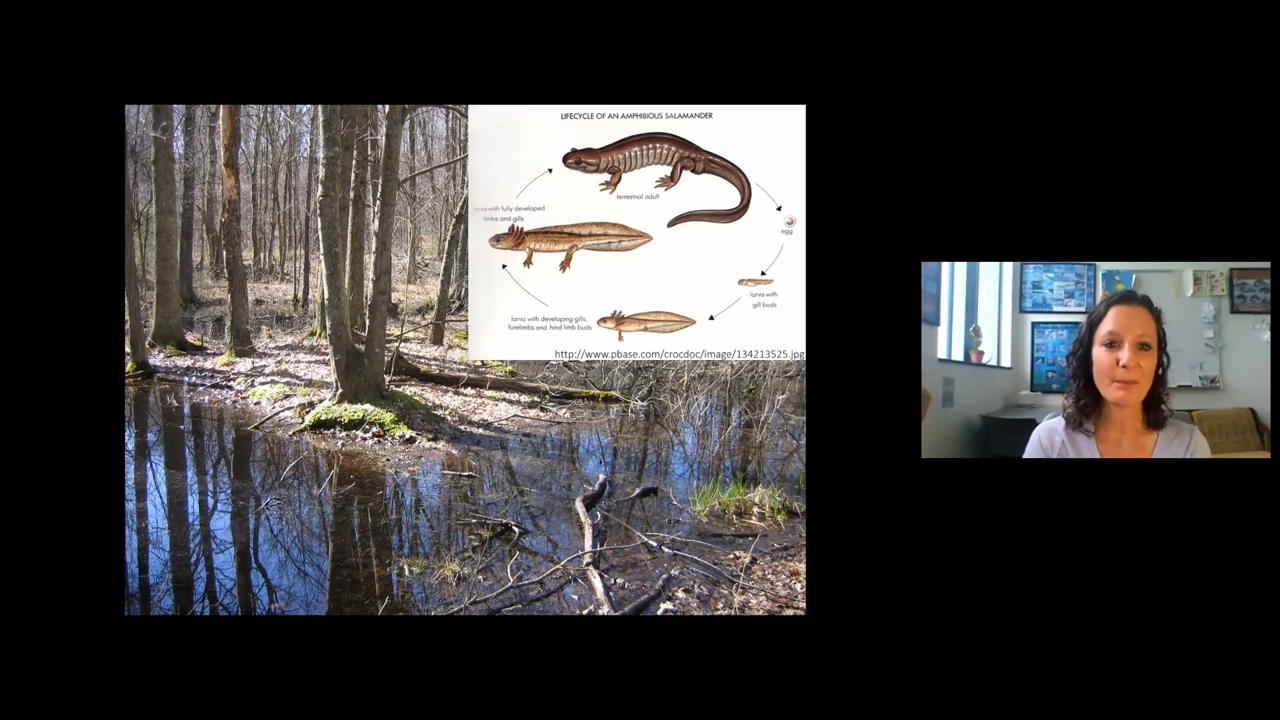 LIFECYCLE OF AN AMPHIBIOUS SALAMANDER
terrestrial adult
larva with fully developed
limbs and gills
egg
larva with
gill buds
larva with developing gills,
forelimbs and hind limb buds
http://www.pbase.com/crocdoc/image/134213525.jpg